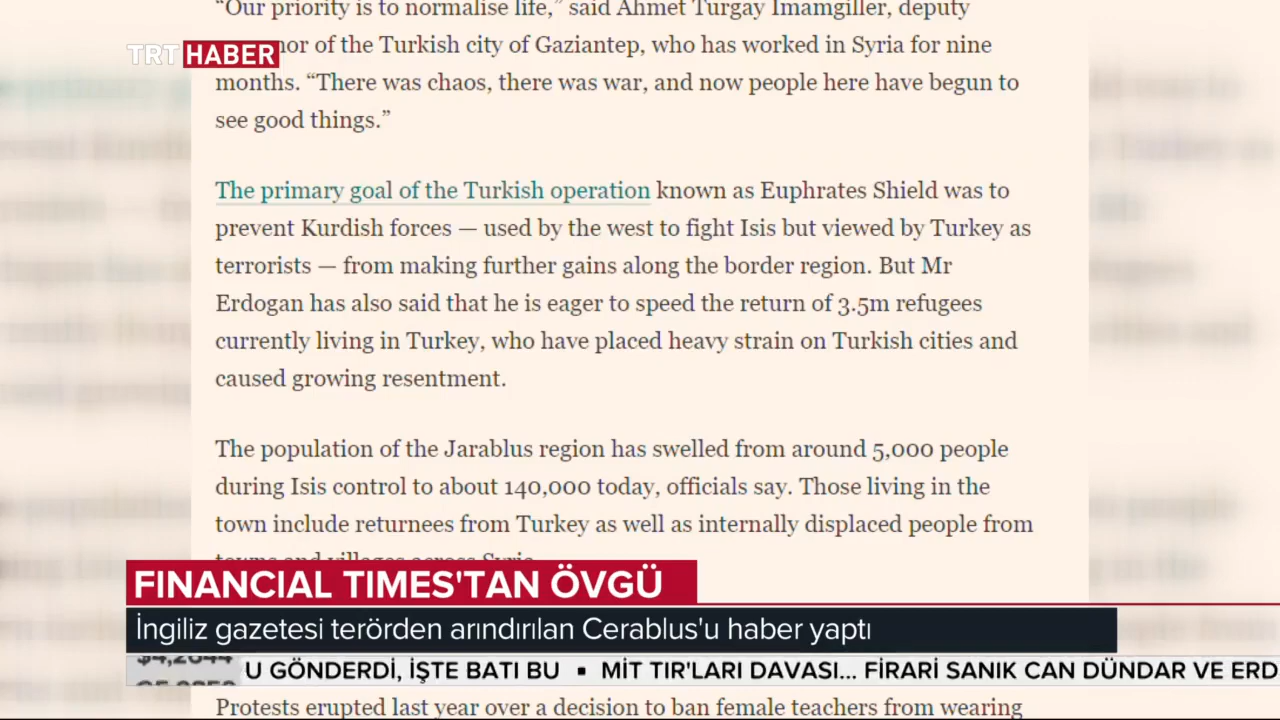 “Our priority is to normalise life,” said Ahmet Turgay Imamgiller, deputy
TRT HABER
of the Turkish city of Gaziantep, who has worked in Syria for nine
months. “There was chaos, there was war, and now people here have begun to
see good things.”
The primary goal of the Turkish operation known as Euphrates Shield was to
prevent Kurdish forces — used by the west to fight Isis but viewed by Turkey as
terrorists — from making further gains along the border region. But Mr
Erdogan has also said that he is eager to speed the return of 3.5m refugees
currently living in Turkey, who have placed heavy strain on Turkish cities and
caused growing resentment.
The population of the Jarablus region has swelled from around 5,000 people
during Isis control to about 140,000 today, officials say. Those living in the
town include returnees from Turkey as well as internally displaced people from
towns and villages across Syria.
FINANCIAL TIMES'TAN ÖVGÜ
İngiliz gazetesi terörden arındırılan Cerablus'u haber yaptı
U GÖNDERDİ, İŞTE BATI BU ▪ MİT TIR'LARI DAVASI... FİRARİ SANIK CAN DÜNDAR VE ERD
Protests erupted last year over a decision to ban female teachers from wearing